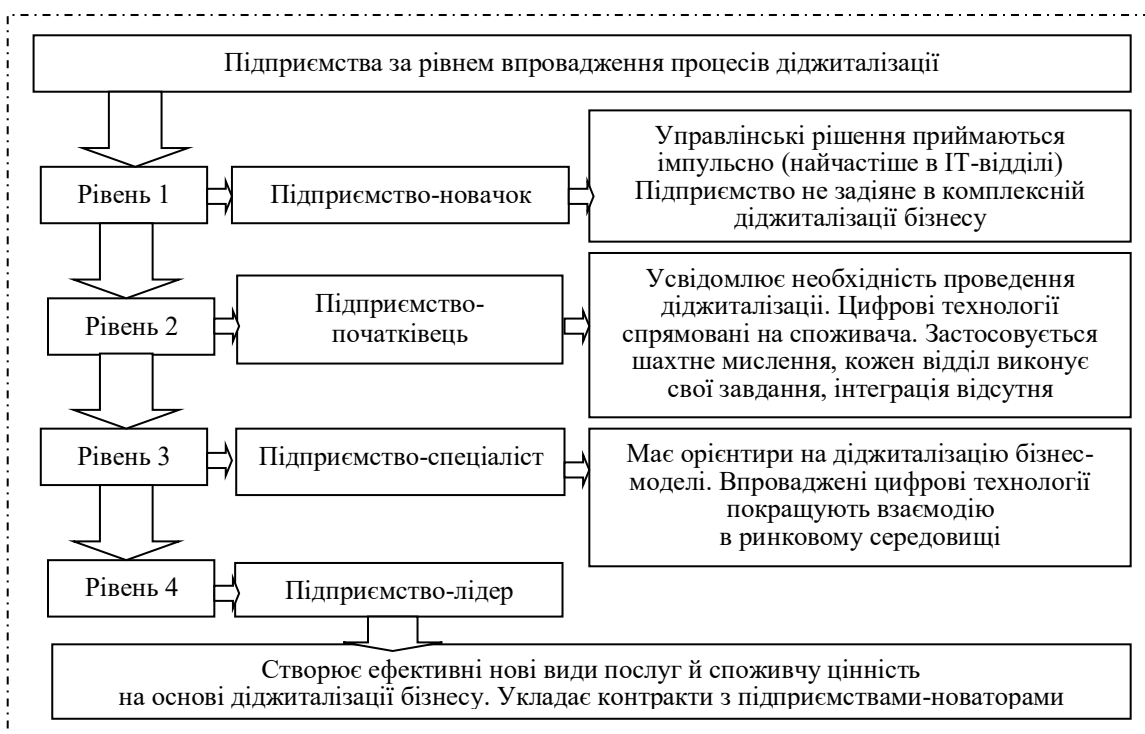 Підприємства за рівнем впровадження процесів діджиталізації
Рівень 1
Підприємство-новачок
Управлінські рішення приймаються
імпульсно (найчастіше в ІТ-відділі)
Підприємство не задіяне в комплексній
діджиталізації бізнесу
Рівень 2
Підприємство-
початківець
Усвідомлює необхідність проведення
діджиталізації. Цифрові технології
спрямовані на споживача. Застосовується
шахтне мислення, кожен відділ виконує
свої завдання, інтеграція відсутня
Рівень 3
Підприємство-спеціаліст
Має орієнтири на діджиталізацію бізнес-
моделі. Впроваджені цифрові технології
покращують взаємодію
в ринковому середовищі
Рівень 4
Підприємство-лідер
Створює ефективні нові види послуг й споживчу цінність
на основі діджиталізації бізнесу. Укладає контракти з підприємствами-новаторами